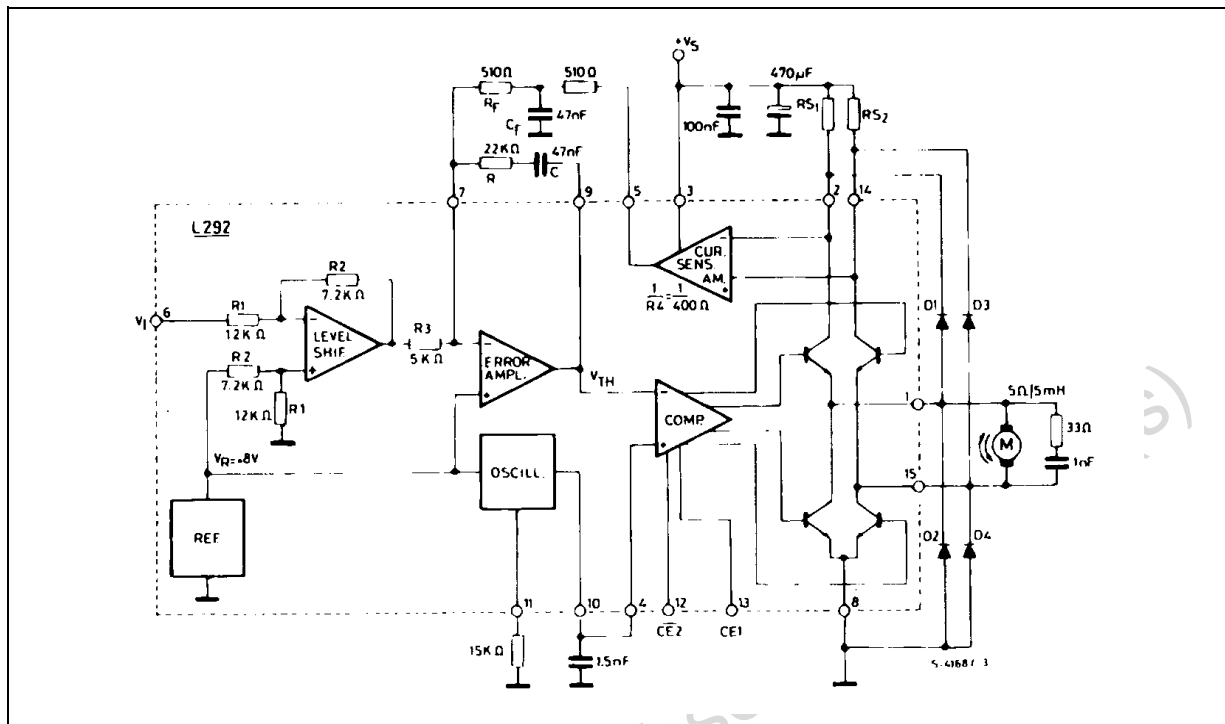 +VS
510Ω
510Ω
470µF
RF
47nF
Cf
100nF
RS1
RS2
22KΩ
47nF
R
C
7
9
5
3
2
14
L292
R2
7.2KΩ
CUR.
SENS.
AM.
-
+
1/R4 = 1/400Ω
D1
D3
VI
6
R1
12KΩ
-
+
LEVEL
SHIF.
R3
5KΩ
-
+
ERROR
AMPL.
VTH
R2
7.2KΩ
12KΩ
R1
-
+
COMP.
1
5Ω/5mH
33Ω
M
1nF
15
VR=+8V
OSCILL.
REF
D2
D4
11
10
4
12
13
8
CE2
CE1
15KΩ
1.5nF